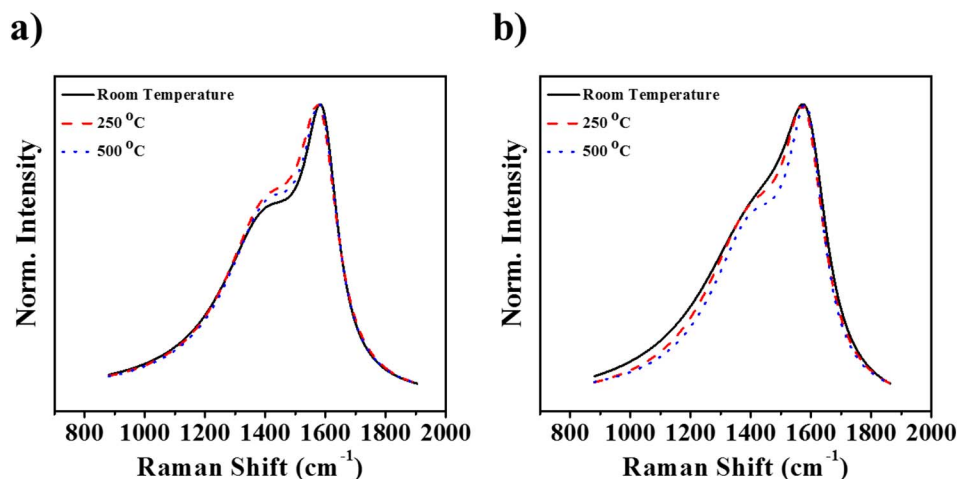 a)
Room Temperature
250 °C
500 °C
Norm. Intensity
800 1000 1200 1400 1600 1800 2000
Raman Shift (cm⁻¹)
b)
Room Temperature
250 °C
500 °C
Norm. Intensity
800 1000 1200 1400 1600 1800 2000
Raman Shift (cm⁻¹)